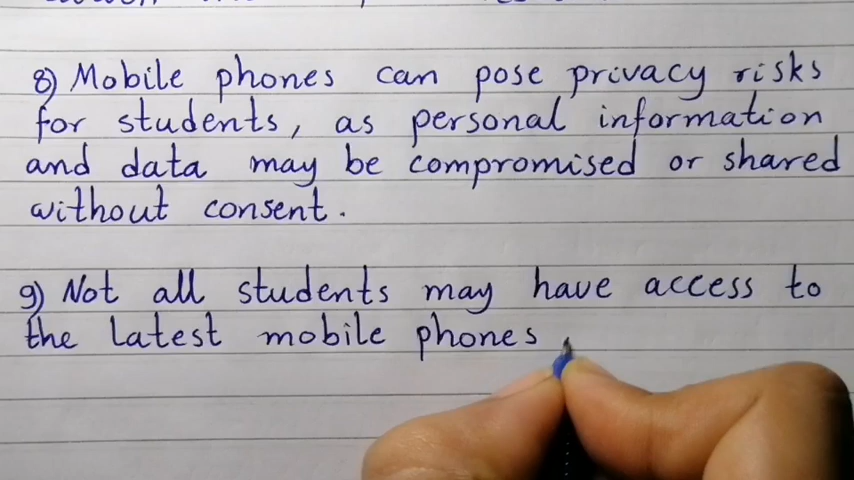 8) Mobile phones can pose privacy risks
for students, as personal information
and data may be compromised or shared
without consent.
9) Not all students may have access to
the latest mobile phones